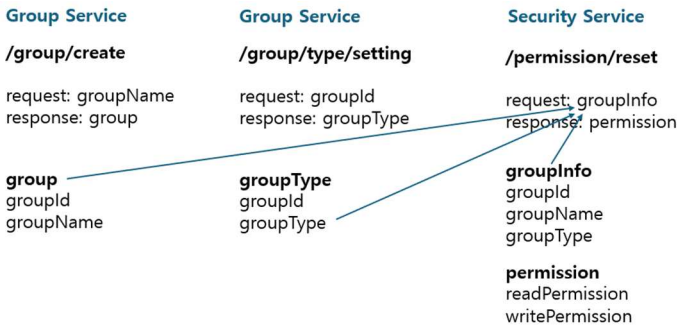 Group Service
/group/create
request: groupName
response: group
group
groupId
groupName
Group Service
/group/type/setting
request: groupId
response: groupType
groupType
groupId
groupType
Security Service
/permission/reset
request: groupInfo
response: permission
groupInfo
groupId
groupName
groupType
permission
readPermission
writePermission